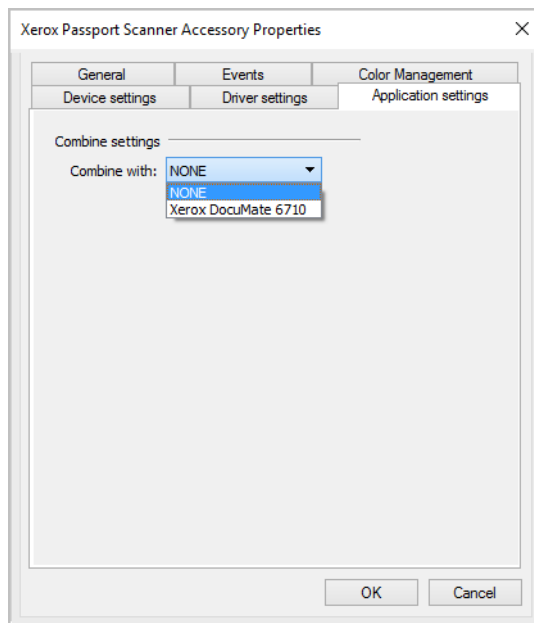 Xerox Passport Scanner Accessory Properties
General Events Color Management
Device settings Driver settings Application settings
Combine settings
Combine with: NONE
NONE
Xerox DocuMate 6710
OK Cancel